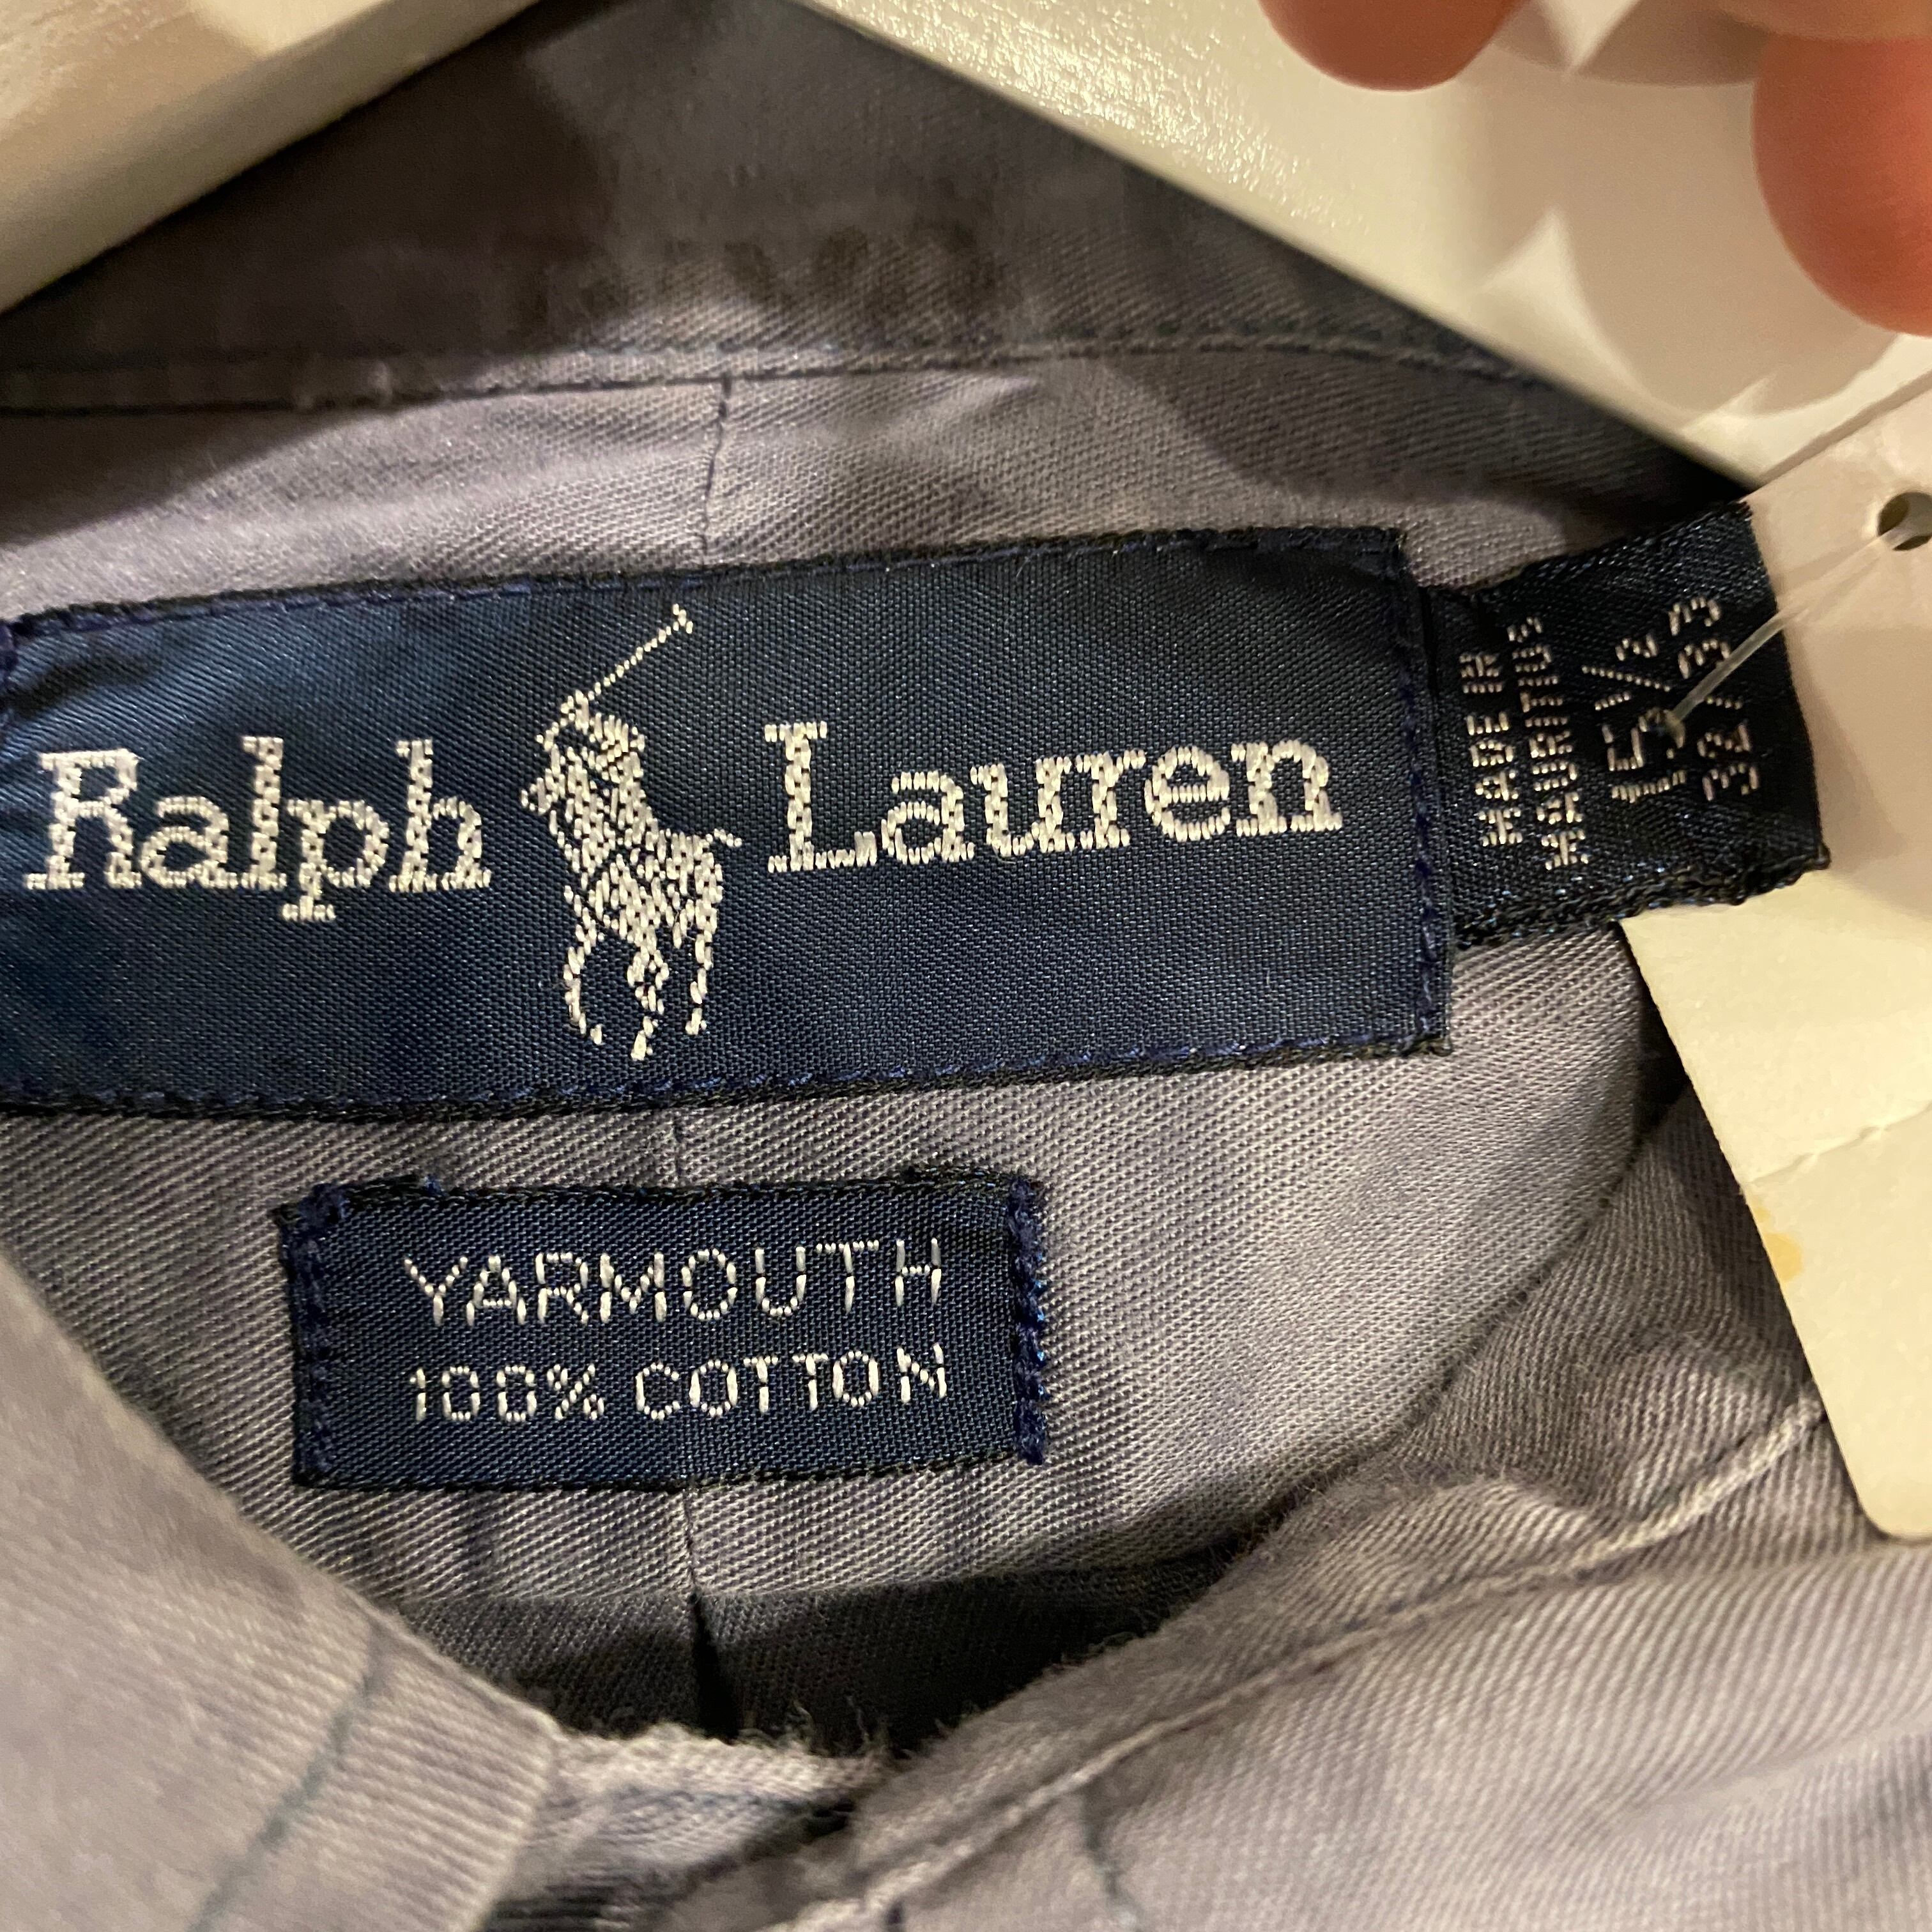 Ralph Lauren
MADE IN
MAURITIUS
15 1/2
32/33
YARMOUTH
100% COTTON